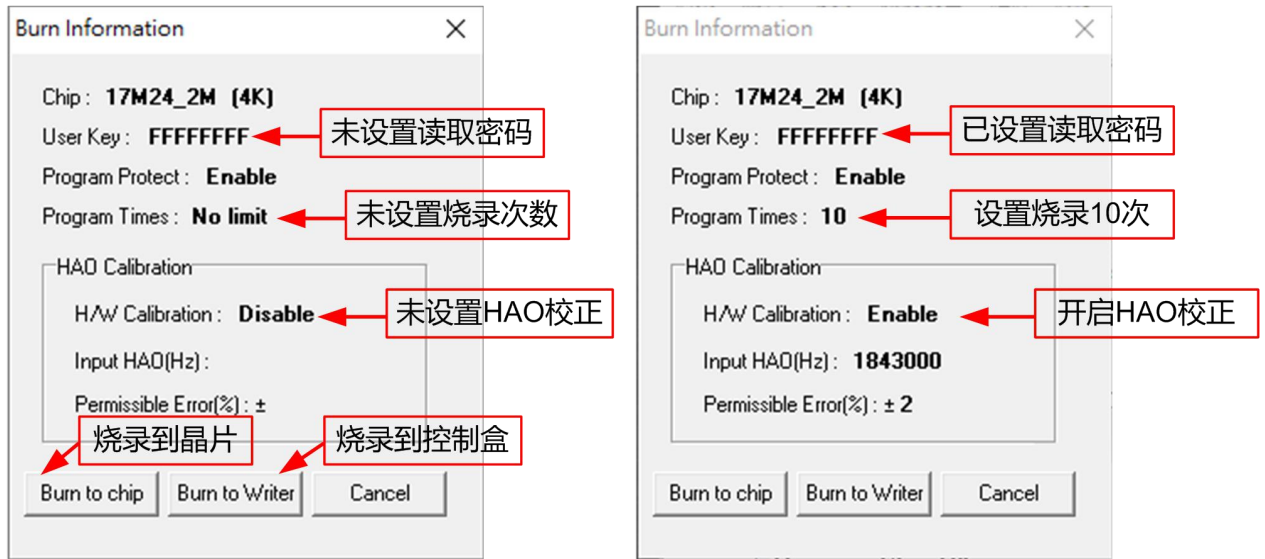 Burn Information
Chip : 17M24_2M (4K)
User Key : FFFFFFFF
未设置读取密码
Program Protect : Enable
Program Times : No limit
未设置烧录次数
HAO Calibration
H/W Calibration : Disable
未设置HAO校正
Input HAO(Hz) :
Permissible Error(%) : ±
烧录到晶片
烧录到控制盒
Burn to chip
Burn to Writer
Cancel
Burn Information
Chip : 17M24_2M (4K)
User Key : FFFFFFFF
已设置读取密码
Program Protect : Enable
Program Times : 10
设置烧录10次
HAO Calibration
H/W Calibration : Enable
开启HAO校正
Input HAO(Hz) : 1843000
Permissible Error(%) : ± 2
Burn to chip
Burn to Writer
Cancel